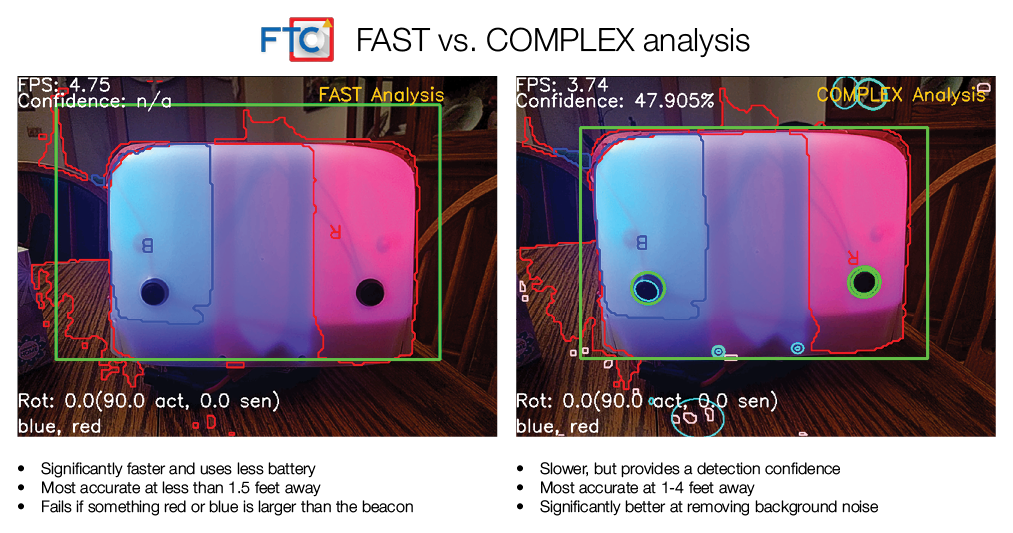 FTC FAST vs. COMPLEX analysis
FPS: 4.75
Confidence: n/a
FAST Analysis
B
R
Rot: 0.0(90.0 act, 0.0 sen)
blue, red
FPS: 3.74
Confidence: 47.905%
COMPLEX Analysis
B
R
Rot: 0.0(90.0 act, 0.0 sen)
blue, red
• Significantly faster and uses less battery
• Most accurate at less than 1.5 feet away
• Fails if something red or blue is larger than the beacon
• Slower, but provides a detection confidence
• Most accurate at 1-4 feet away
• Significantly better at removing background noise